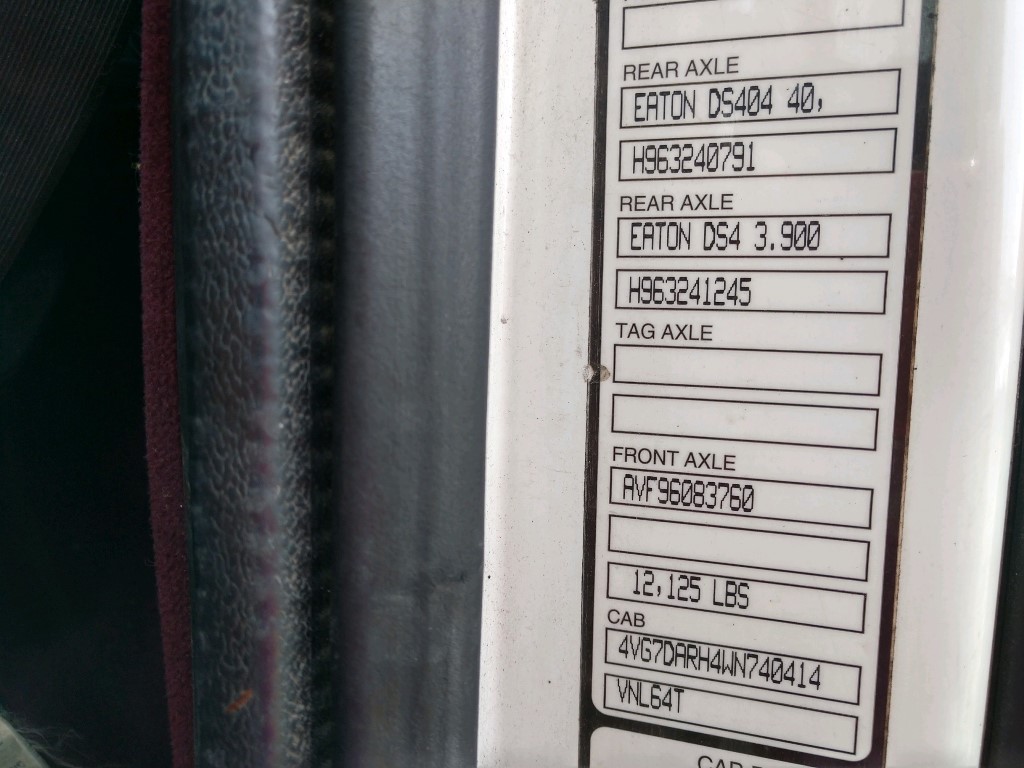 REAR AXLE
EATON DS404 40,
H963240791
REAR AXLE
EATON DS4 3.900
H963241245
TAG AXLE
FRONT AXLE
AVF96083760
12,125 LBS
CAB
4VG7DARH4WN740414
VNL64T
CAB